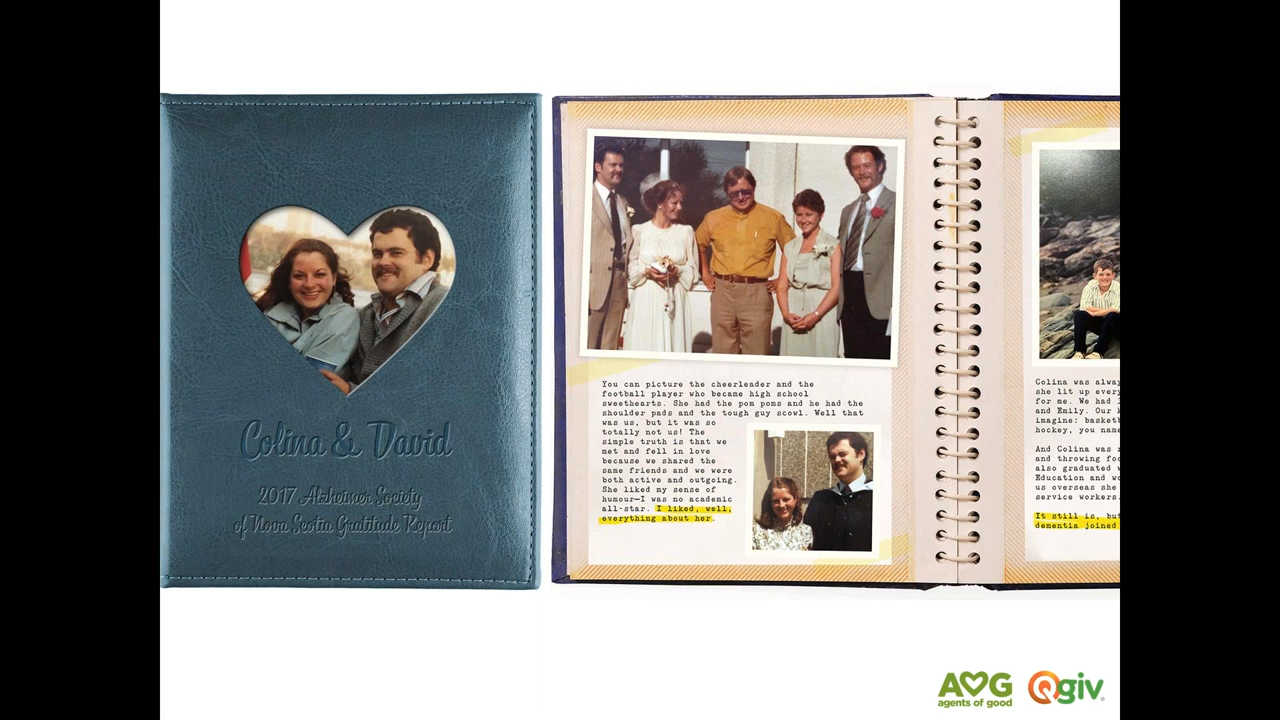 Colina & David
2017 Alzheimer Society
of Nova Scotia Gratitude Report
You can picture the cheerleader and the
football player who became high school
sweethearts. She had the pom poms and he had the
shoulder pads and the tough guy scowl. Well that
was us, but it was so
totally not us! The
simple truth is that we
met and fell in love
because we shared the
same friends and we were
both active and outgoing.
She liked my sense of
humour—I was no academic
all-star. I liked, well,
everything about her.
Colina was alway
she lit up every
for me. We had
and Emily. Our
imagine: basketb
hockey, you name
And Colina was
and throwing foo
also graduated
Education and wo
us overseas she
service workers.
It still is, but
dementia joined
AG
agents of good
Qgiv